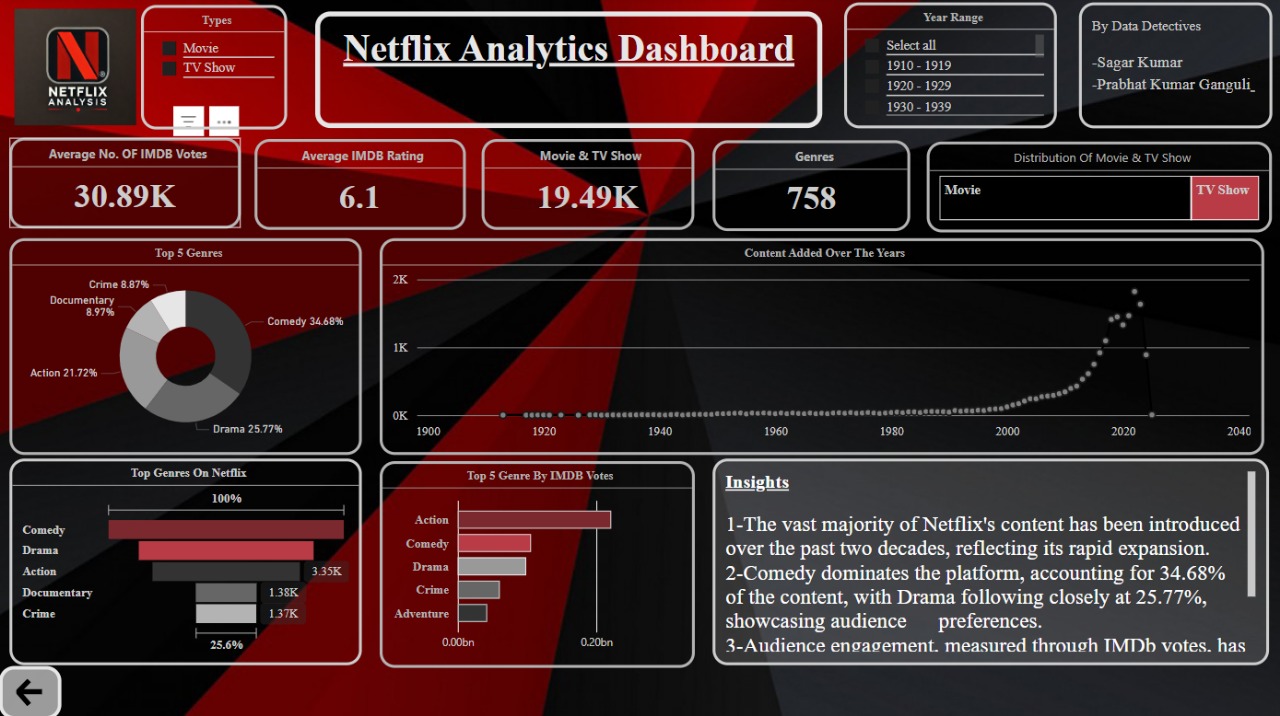 NETFLIX
ANALYSIS
Types
Movie
TV Show
Netflix Analytics Dashboard
Year Range
Select all
1910 - 1919
1920 - 1929
1930 - 1939
By Data Detectives
-Sagar Kumar
-Prabhat Kumar Ganguli_
Average No. OF IMDB Votes
30.89K
Average IMDB Rating
6.1
Movie & TV Show
19.49K
Genres
758
Distribution Of Movie & TV Show
Movie
TV Show
Top 5 Genres
Crime 8.87%
Documentary
8.97%
Comedy 34.68%
Action 21.72%
Drama 25.77%
Content Added Over The Years
2K
1K
0K
1900 1920 1940 1960 1980 2000 2020 2040
Top Genres On Netflix
100%
Comedy
Drama
Action 3.35K
Documentary 1.38K
Crime 1.37K
25.6%
Top 5 Genre By IMDB Votes
Action
Comedy
Drama
Crime
Adventure
0.00bn 0.20bn
Insights
1-The vast majority of Netflix's content has been introduced
over the past two decades, reflecting its rapid expansion.
2-Comedy dominates the platform, accounting for 34.68%
of the content, with Drama following closely at 25.77%,
showcasing audience preferences.
3-Audience engagement, measured through IMDb votes, has